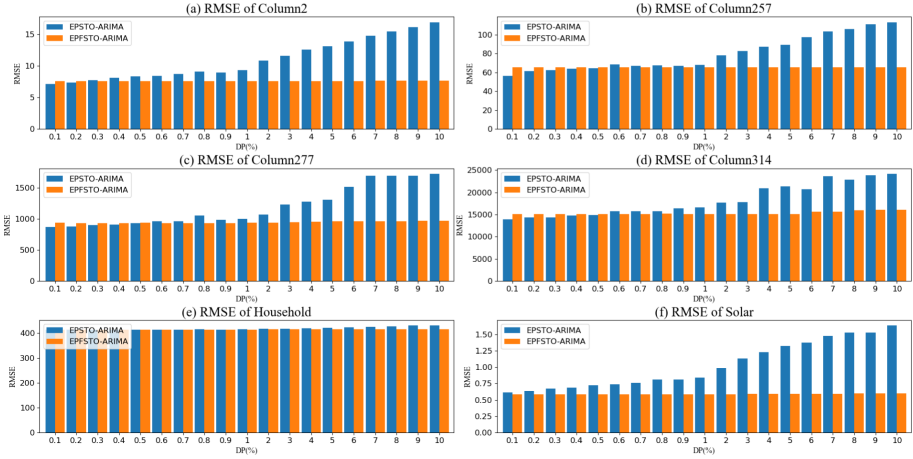 (a) RMSE of Column2
EPSTO-ARIMA
EPFSTO-ARIMA
RMSE
15
10
5
0
0.1 0.2 0.3 0.4 0.5 0.6 0.7 0.8 0.9 1 2 3 4 5 6 7 8 9 10
DP(%)
(b) RMSE of Column257
EPSTO-ARIMA
EPFSTO-ARIMA
RMSE
100
80
60
40
20
0
0.1 0.2 0.3 0.4 0.5 0.6 0.7 0.8 0.9 1 2 3 4 5 6 7 8 9 10
DP(%)
(c) RMSE of Column277
EPSTO-ARIMA
EPFSTO-ARIMA
RMSE
1500
1000
500
0
0.1 0.2 0.3 0.4 0.5 0.6 0.7 0.8 0.9 1 2 3 4 5 6 7 8 9 10
DP(%)
(d) RMSE of Column314
EPSTO-ARIMA
EPFSTO-ARIMA
RMSE
25000
20000
15000
10000
5000
0
0.1 0.2 0.3 0.4 0.5 0.6 0.7 0.8 0.9 1 2 3 4 5 6 7 8 9 10
DP(%)
(e) RMSE of Household
EPSTO-ARIMA
EPFSTO-ARIMA
RMSE
400
300
200
100
0
0.1 0.2 0.3 0.4 0.5 0.6 0.7 0.8 0.9 1 2 3 4 5 6 7 8 9 10
DP(%)
(f) RMSE of Solar
EPSTO-ARIMA
EPFSTO-ARIMA
RMSE
1.50
1.25
1.00
0.75
0.50
0.25
0.00
0.1 0.2 0.3 0.4 0.5 0.6 0.7 0.8 0.9 1 2 3 4 5 6 7 8 9 10
DP(%)